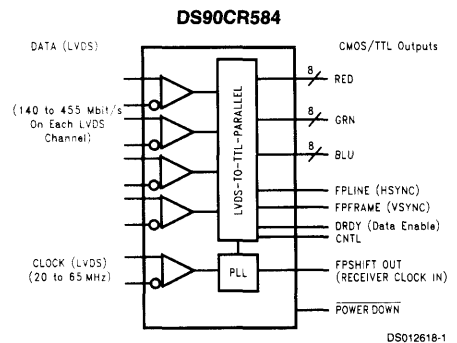 DS90CR584
DATA (LVDS)
CMOS/TTL Outputs
8
RED
(140 to 455 Mbit/s
On Each LVDS
Channel)
8
GRN
8
BLU
LVDS-TO-TTL-PARALLEL
FPLINE (HSYNC)
FPFRAME (VSYNC)
DRDY (Data Enable)
CNTL
CLOCK (LVDS)
(20 to 65 MHz)
PLL
FPSHIFT OUT
(RECEIVER CLOCK IN)
POWER DOWN
DS012618-1